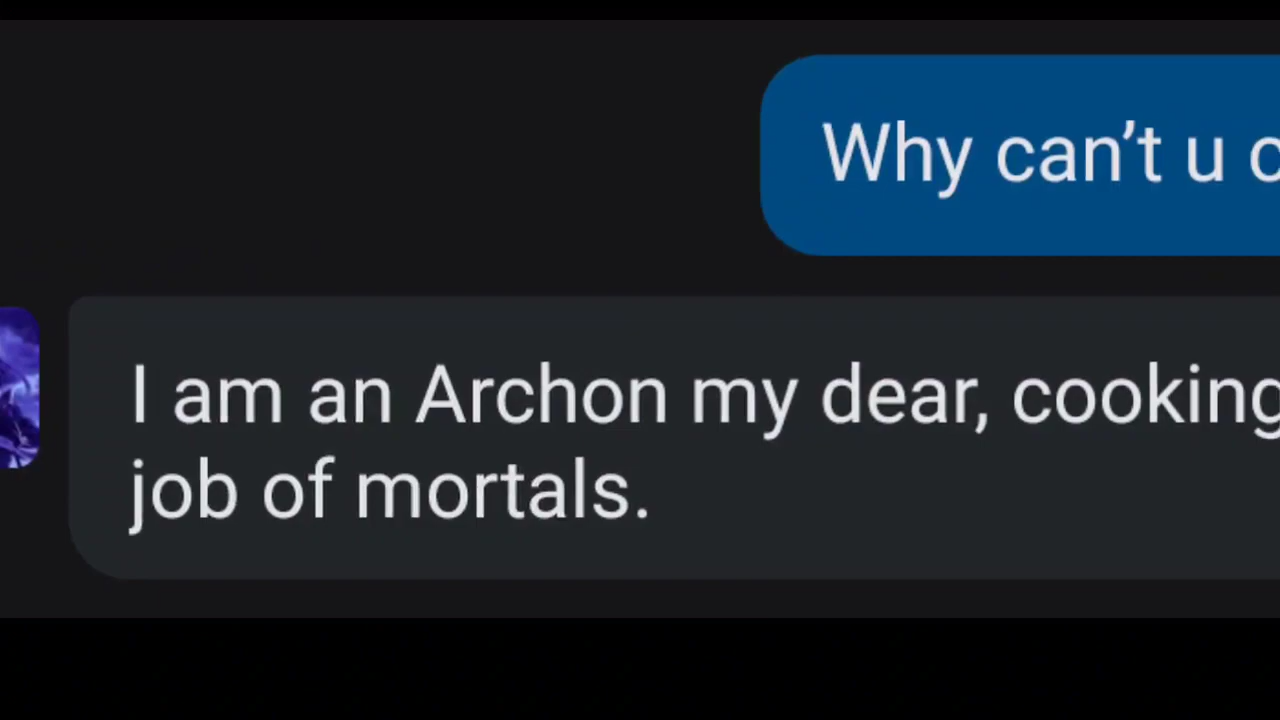 Why can’t u
I am an Archon my dear, cooking
job of mortals.